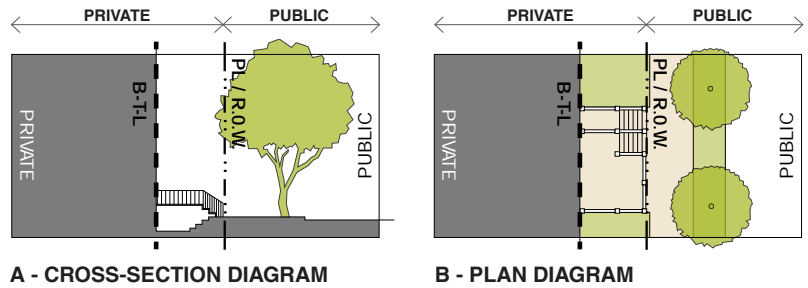 PRIVATE
PUBLIC
B-T-L
PL / R.O.W.
PRIVATE
PUBLIC
A - CROSS-SECTION DIAGRAM
PRIVATE
PUBLIC
B-T-L
PL / R.O.W.
PRIVATE
PUBLIC
B - PLAN DIAGRAM